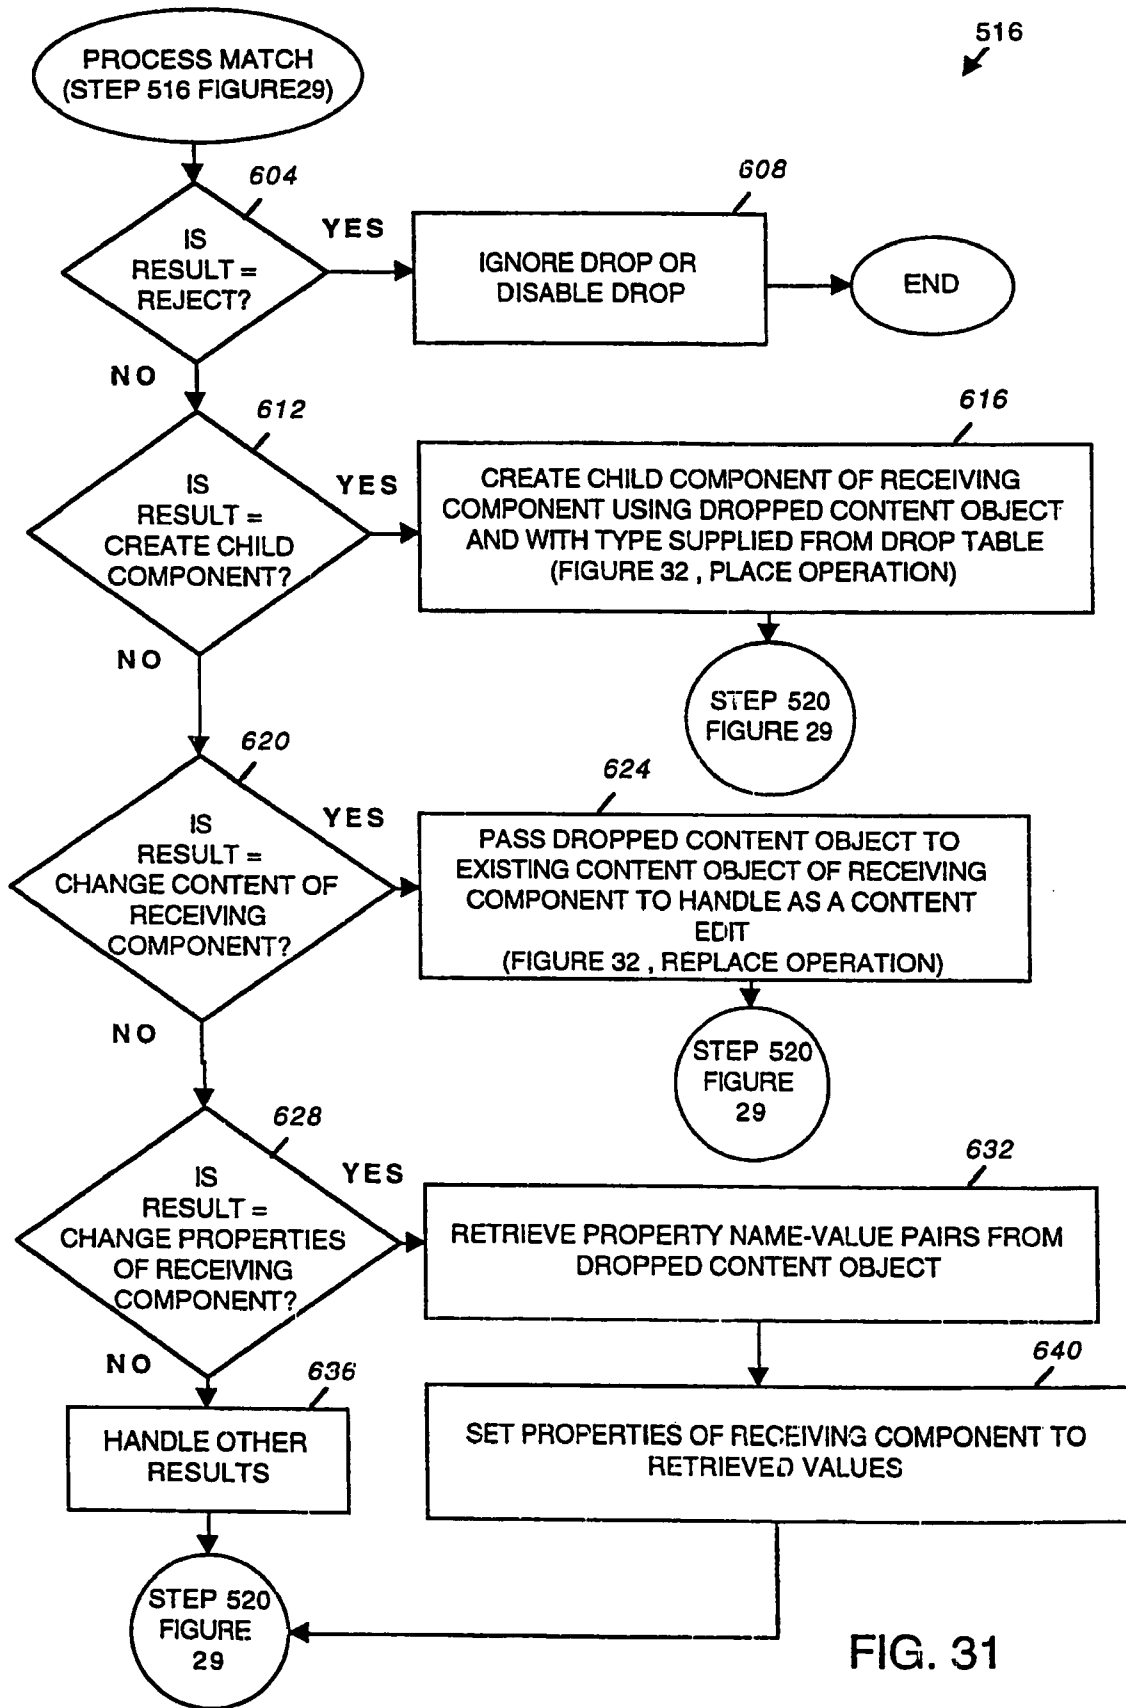 516
PROCESS MATCH
(STEP 516 FIGURE29)
604
IS
RESULT =
REJECT?
YES
608
IGNORE DROP OR
DISABLE DROP
END
NO
612
IS
RESULT =
CREATE CHILD
COMPONENT?
YES
616
CREATE CHILD COMPONENT OF RECEIVING
COMPONENT USING DROPPED CONTENT OBJECT
AND WITH TYPE SUPPLIED FROM DROP TABLE
(FIGURE 32 , PLACE OPERATION)
STEP 520
FIGURE 29
NO
620
IS
RESULT =
CHANGE CONTENT OF
RECEIVING
COMPONENT?
YES
624
PASS DROPPED CONTENT OBJECT TO
EXISTING CONTENT OBJECT OF RECEIVING
COMPONENT TO HANDLE AS A CONTENT
EDIT
(FIGURE 32 , REPLACE OPERATION)
STEP 520
FIGURE
29
NO
628
IS
RESULT =
CHANGE PROPERTIES
OF RECEIVING
COMPONENT?
YES
632
RETRIEVE PROPERTY NAME-VALUE PAIRS FROM
DROPPED CONTENT OBJECT
640
SET PROPERTIES OF RECEIVING COMPONENT TO
RETRIEVED VALUES
NO
636
HANDLE OTHER
RESULTS
STEP 520
FIGURE
29
FIG. 31